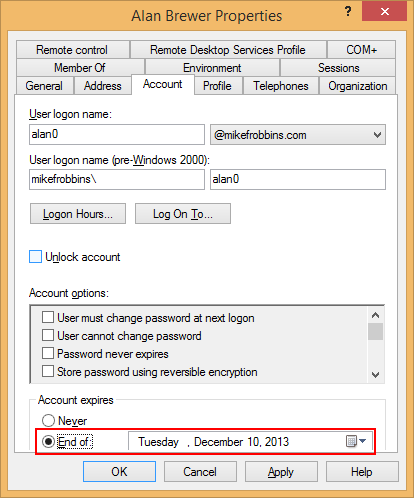 Alan Brewer Properties ?
Remote control Remote Desktop Services Profile COM+
Member Of Environment Sessions
General Address Account Profile Telephones Organization
User logon name:
alan0 @mikefrobbins.com
User logon name (pre-Windows 2000):
mikefrobbins\ alan0
Logon Hours... Log On To...
Unlock account
Account options:
User must change password at next logon
User cannot change password
Password never expires
Store password using reversible encryption
Account expires
Never
End of Tuesday , December 10, 2013
OK Cancel Apply Help